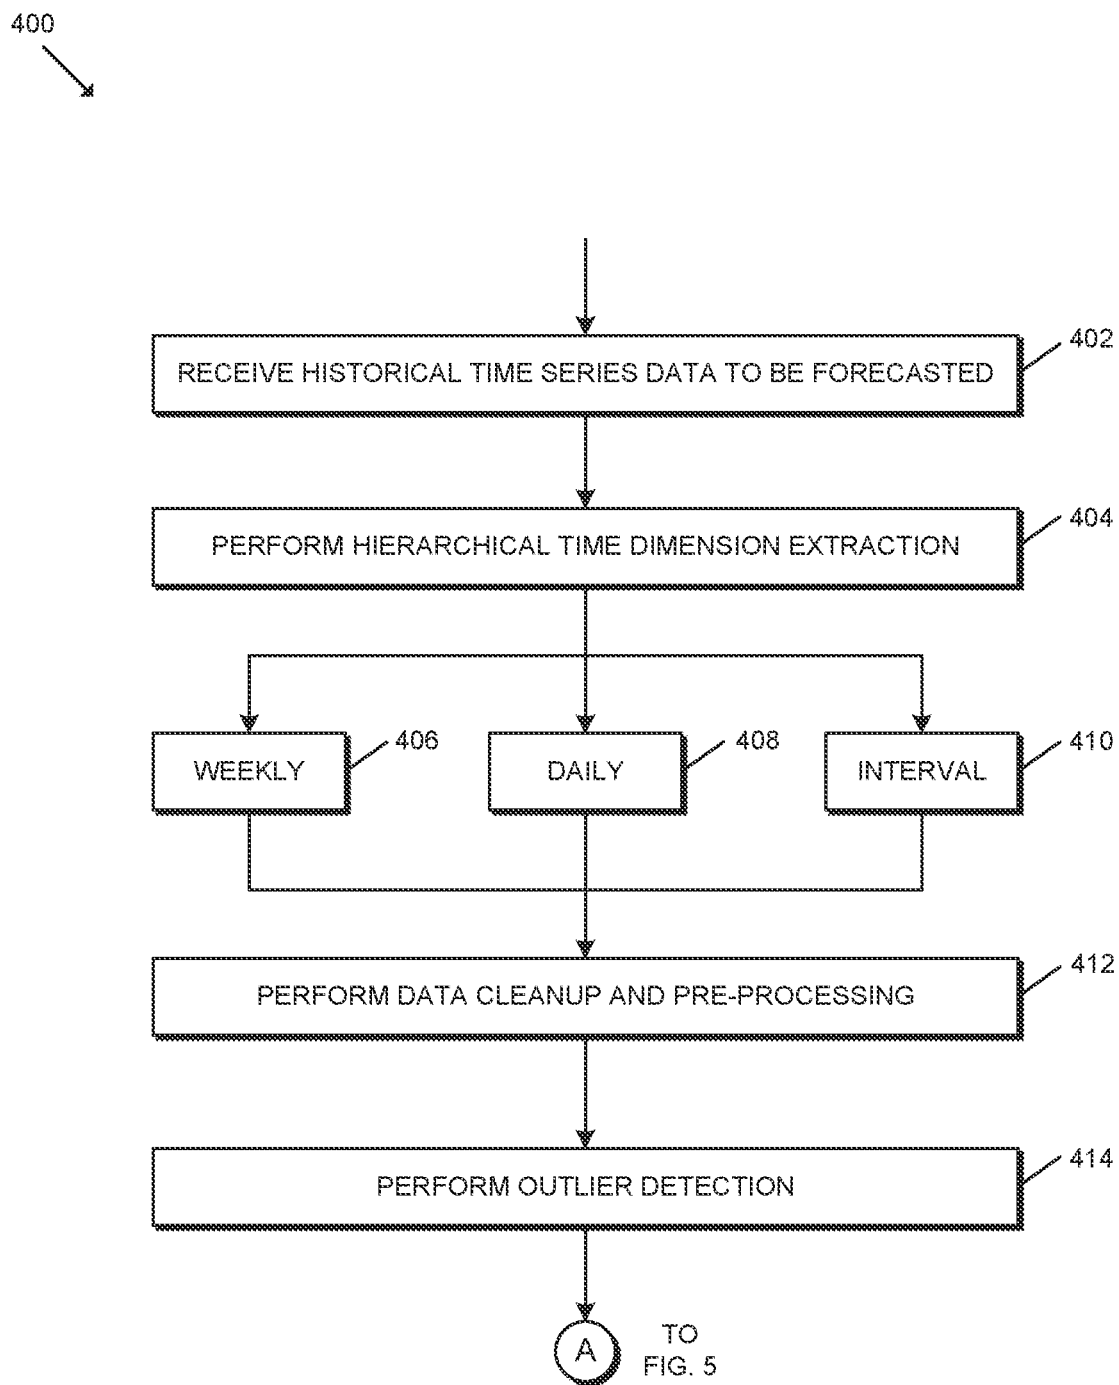 400
402
RECEIVE HISTORICAL TIME SERIES DATA TO BE FORECASTED
404
PERFORM HIERARCHICAL TIME DIMENSION EXTRACTION
406
408
410
WEEKLY
DAILY
INTERVAL
412
PERFORM DATA CLEANUP AND PRE-PROCESSING
414
PERFORM OUTLIER DETECTION
A
TO
FIG. 5